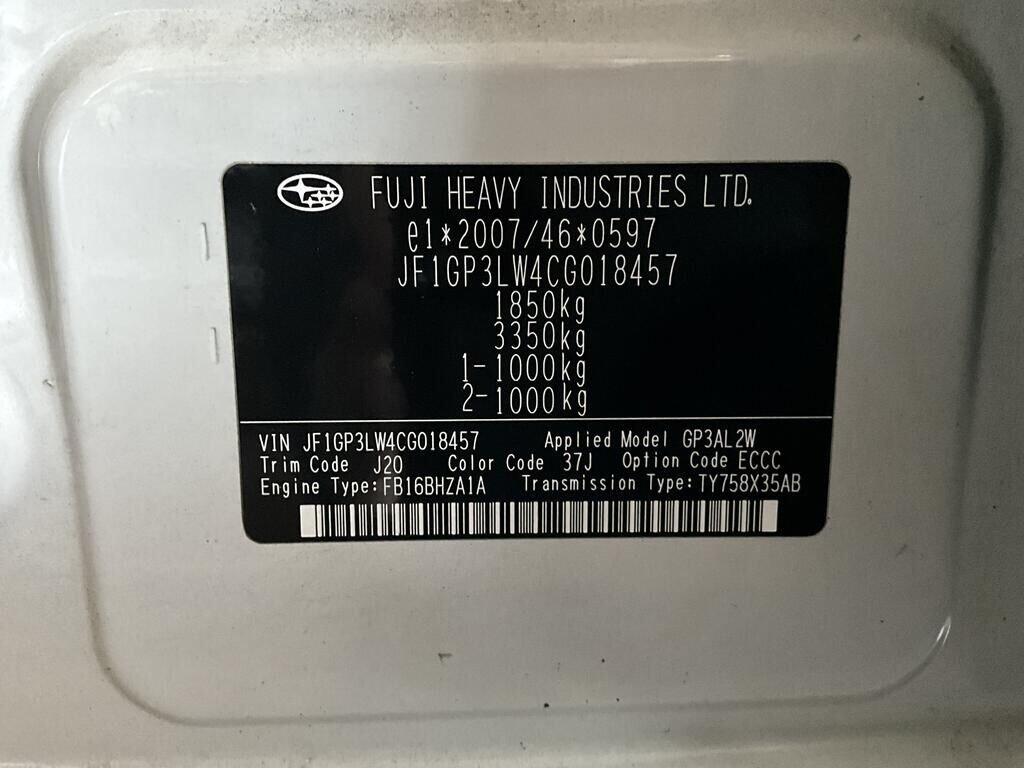 FUJI HEAVY INDUSTRIES LTD.
e1*2007/46*0597
JF1GP3LW4CG018457
1850kg
3350kg
1-1000kg
2-1000kg
VIN JF1GP3LW4CG018457 Applied Model GP3AL2W
Trim Code J20 Color Code 37J Option Code ECCC
Engine Type:FB16BHZA1A Transmission Type:TY758X35AB